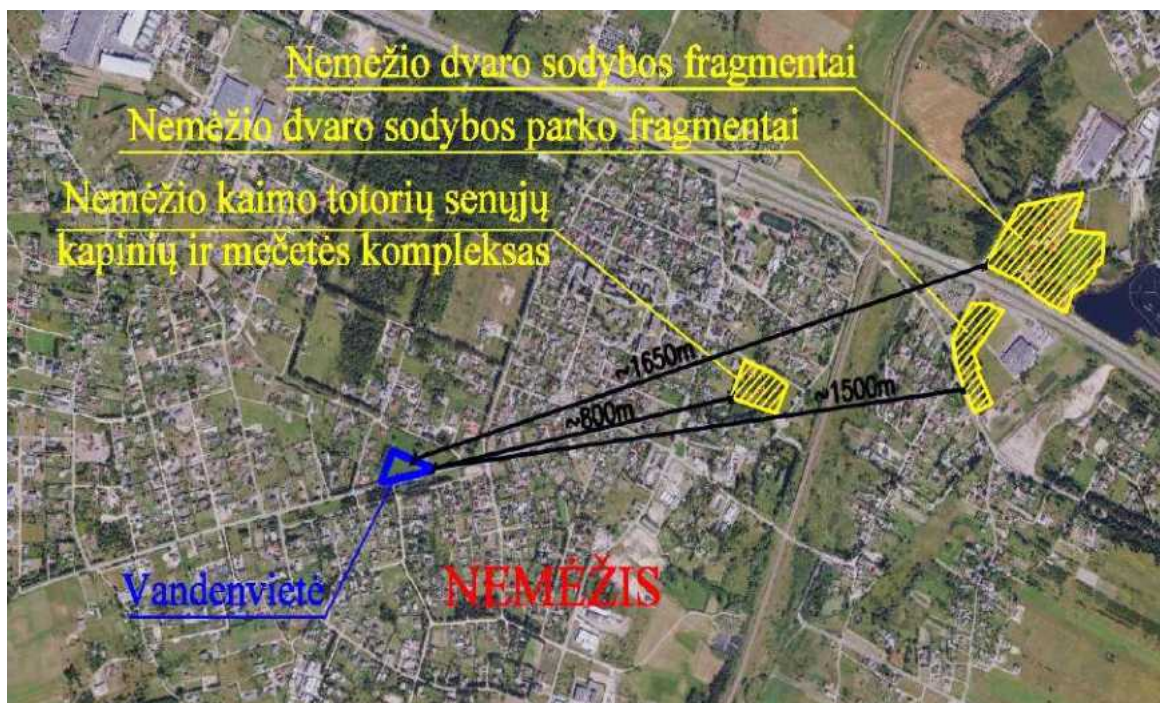 Nemėžio dvaro sodybos fragmentai
Nemėžio dvaro sodybos parko fragmentai
Nemėžio kaimo totorių senųjų
kapinių ir mečetės kompleksas
~1650m
~800m
~1500m
Vandenvietė
NEMĖŽIS